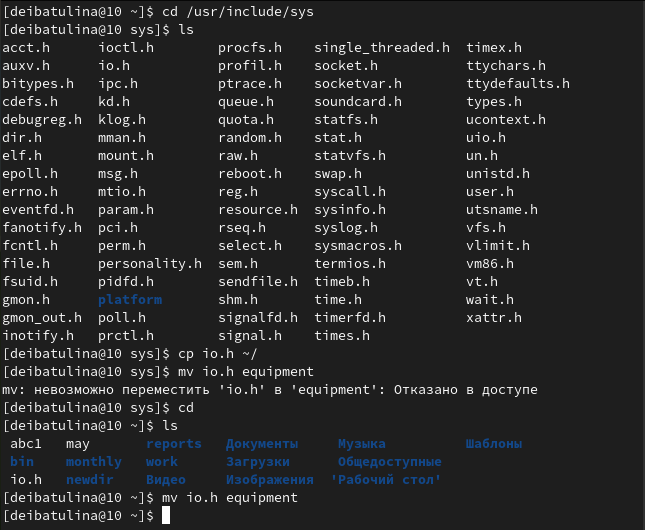 [deibatulina@10 ~]$ cd /usr/include/sys
[deibatulina@10 sys]$ ls
acct.h ioctl.h procfs.h single_threaded.h timex.h
auxv.h io.h profil.h socket.h ttychars.h
bitypes.h ipc.h ptrace.h socketvar.h ttydefaults.h
cdefs.h kd.h queue.h soundcard.h types.h
debugreg.h klog.h quota.h statfs.h ucontext.h
dir.h mman.h random.h stat.h uio.h
elf.h mount.h raw.h statvfs.h un.h
epoll.h msg.h reboot.h swap.h unistd.h
errno.h mtio.h reg.h syscall.h user.h
eventfd.h param.h resource.h sysinfo.h utsname.h
fanotify.h pci.h rseq.h syslog.h vfs.h
fcntl.h perm.h select.h sysmacros.h vlimit.h
file.h personality.h sem.h termios.h vm86.h
fsuid.h pidfd.h sendfile.h timeb.h vt.h
gmon.h platform shm.h time.h wait.h
gmon_out.h poll.h signalfd.h timerfd.h xattr.h
inotify.h prctl.h signal.h times.h
[deibatulina@10 sys]$ cp io.h ~/
[deibatulina@10 sys]$ mv io.h equipment
mv: невозможно переместить 'io.h' в 'equipment': Отказано в доступе
[deibatulina@10 sys]$ cd
[deibatulina@10 ~]$ ls
abc1 may reports Документы Музыка Шаблоны
bin monthly work Загрузки Общедоступные
io.h newdir Видео Изображения 'Рабочий стол'
[deibatulina@10 ~]$ mv io.h equipment
[deibatulina@10 ~]$